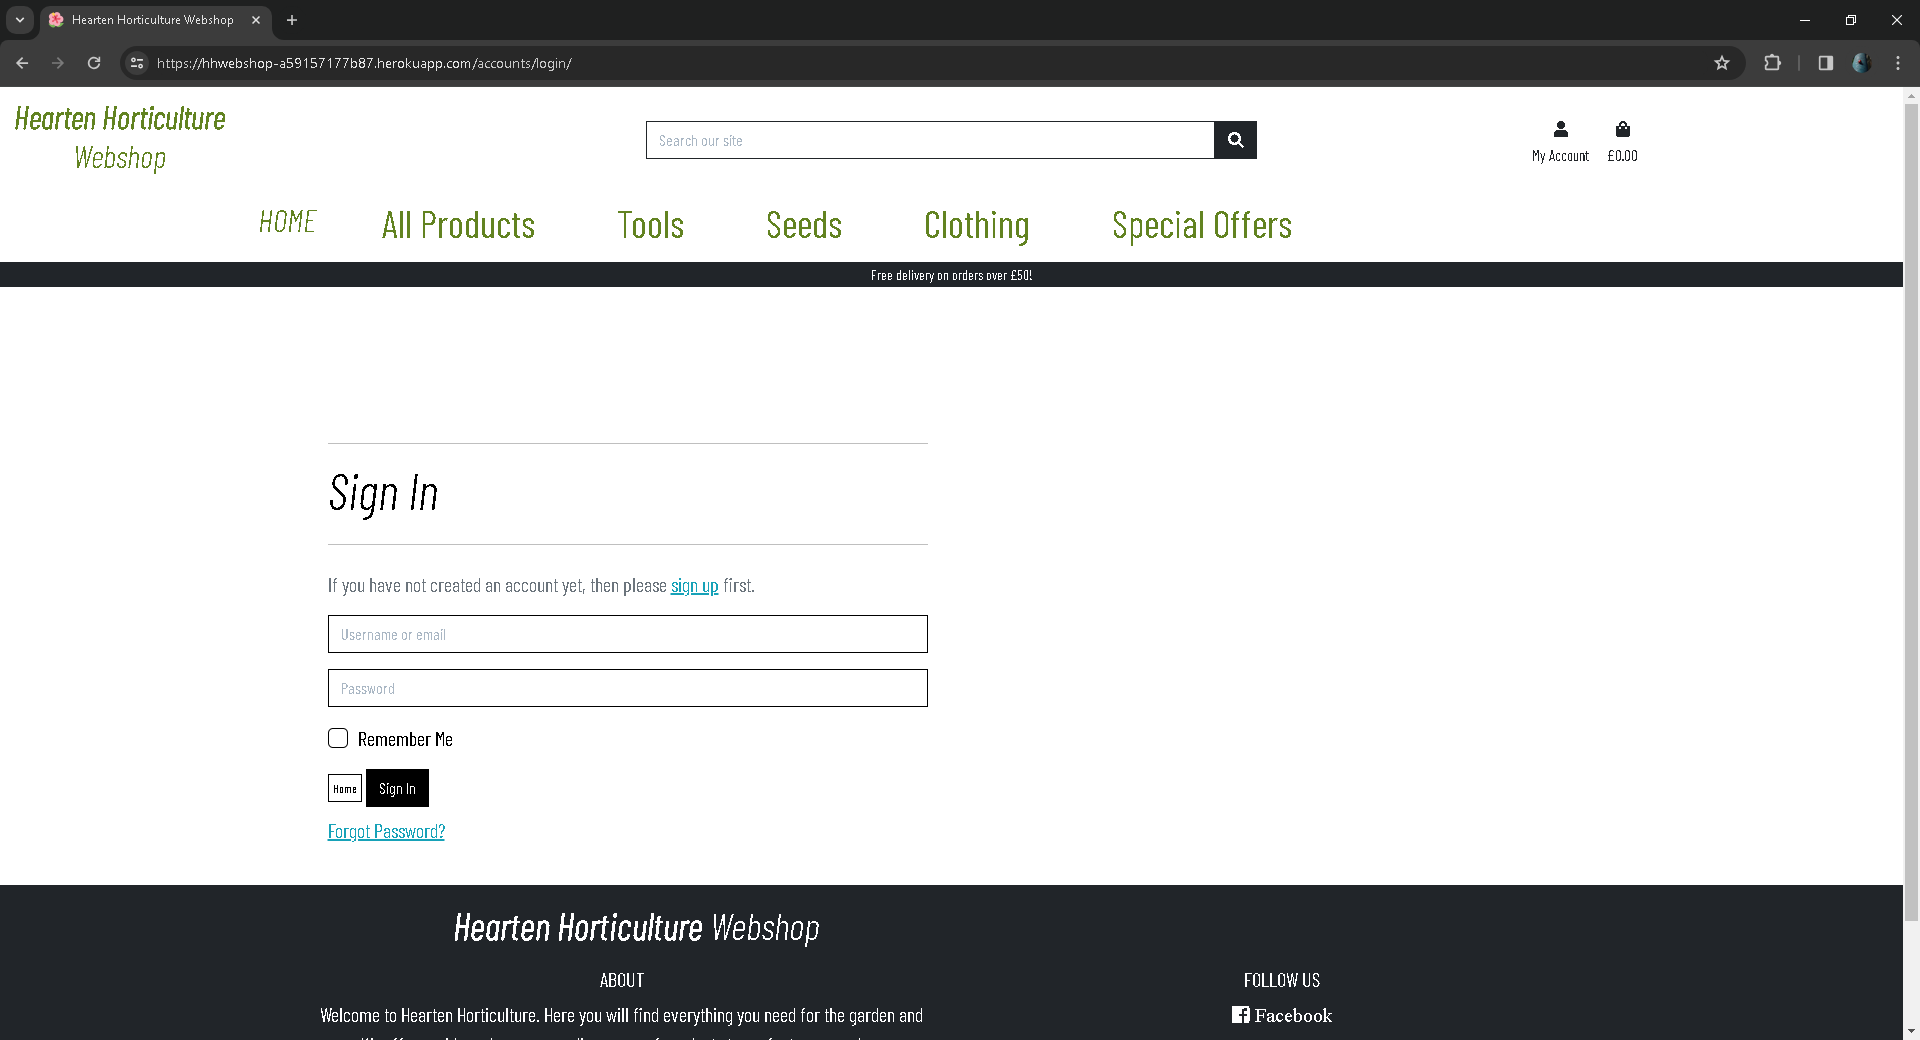 Hearten Horticulture Webshop
https://hhwebshop-a59157177b87.herokuapp.com/accounts/login/
Hearten Horticulture
Webshop
Search our site
My Account
£0.00
HOME
All Products
Tools
Seeds
Clothing
Special Offers
Free delivery on orders over £50!
Sign In
If you have not created an account yet, then please sign up first.
Username or email
Password
Remember Me
Home
Sign In
Forgot Password?
Hearten Horticulture Webshop
ABOUT
FOLLOW US
Welcome to Hearten Horticulture. Here you will find everything you need for the garden and
Facebook